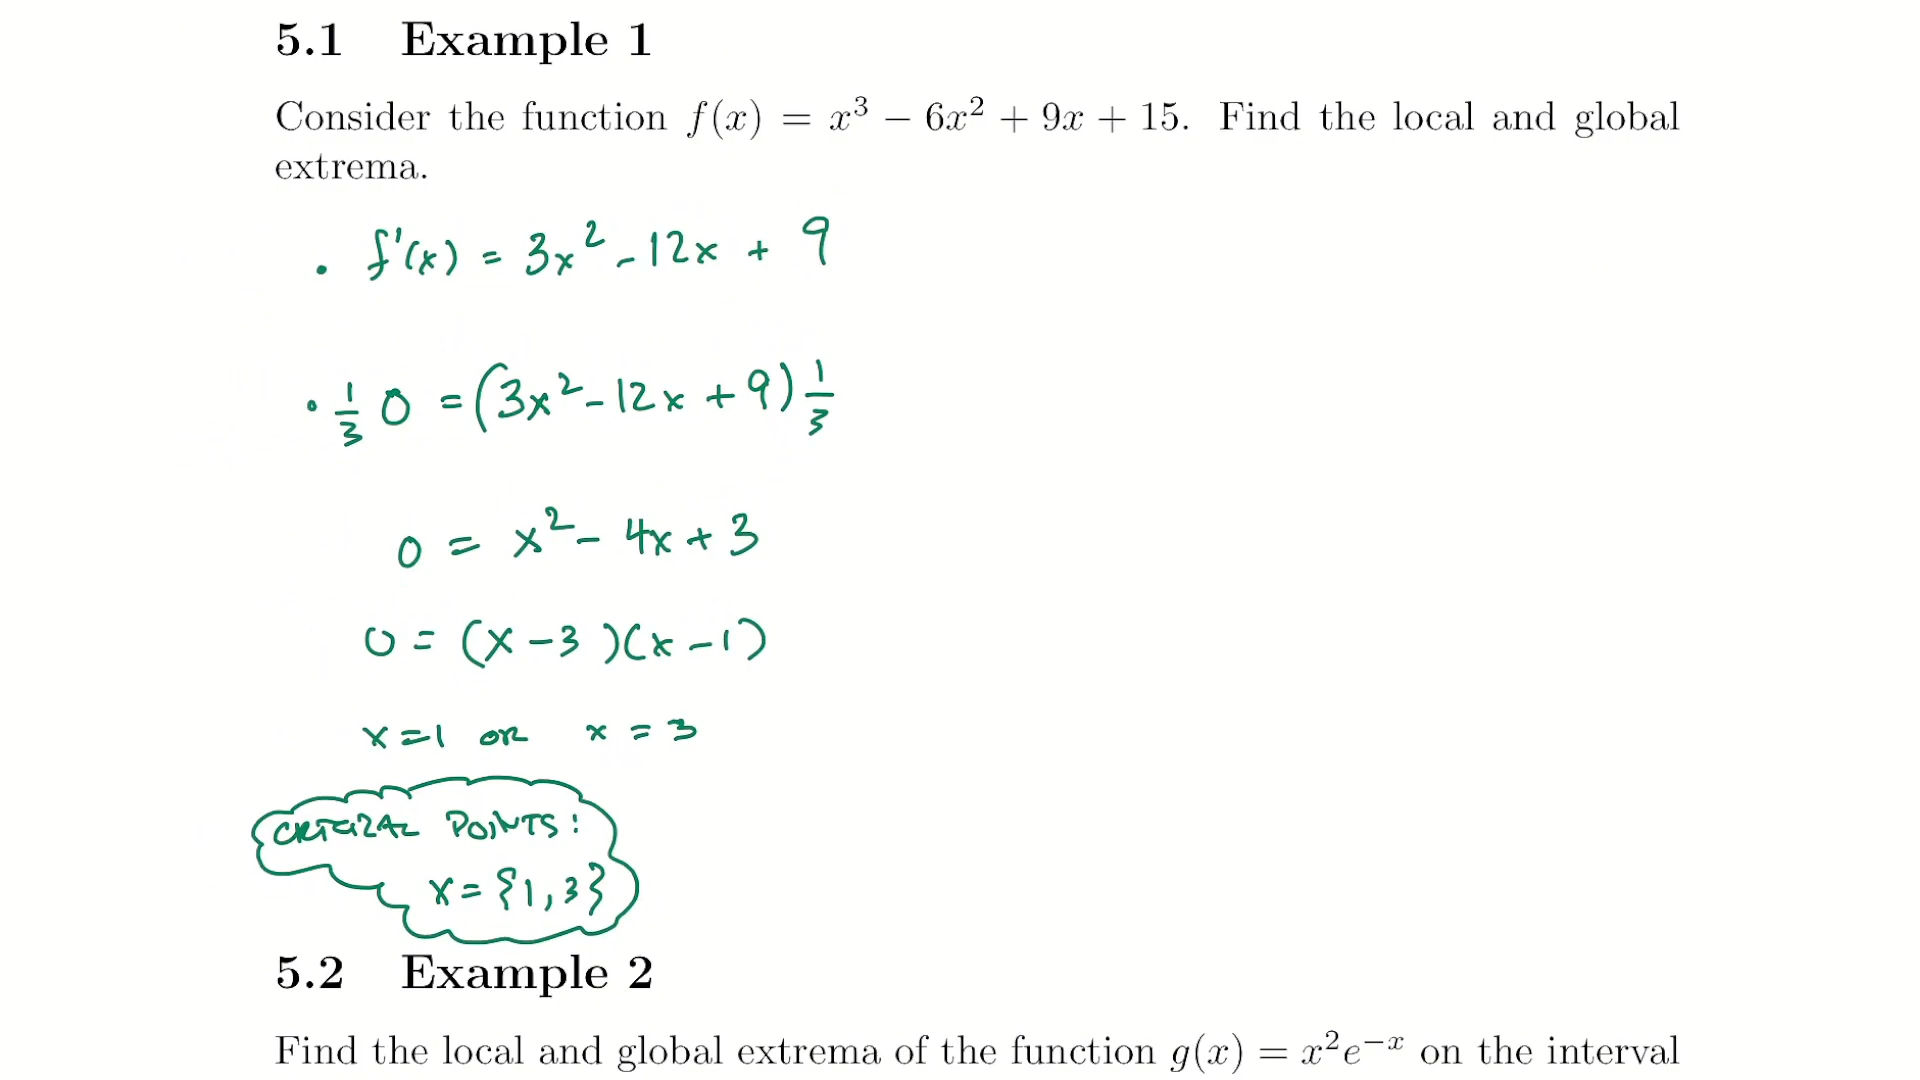 5.1 Example 1
Consider the function f(x) = x³ − 6x² + 9x + 15. Find the local and global
extrema.
• f'(x) = 3x² - 12x + 9
• 1/3 0 = (3x² - 12x + 9) 1/3
0 = x² - 4x + 3
0 = (x - 3)(x - 1)
x = 1 OR x = 3
CRITICAL POINTS:
x = {1, 3}
5.2 Example 2
Find the local and global extrema of the function g(x) = x²e⁻ˣ on the interval